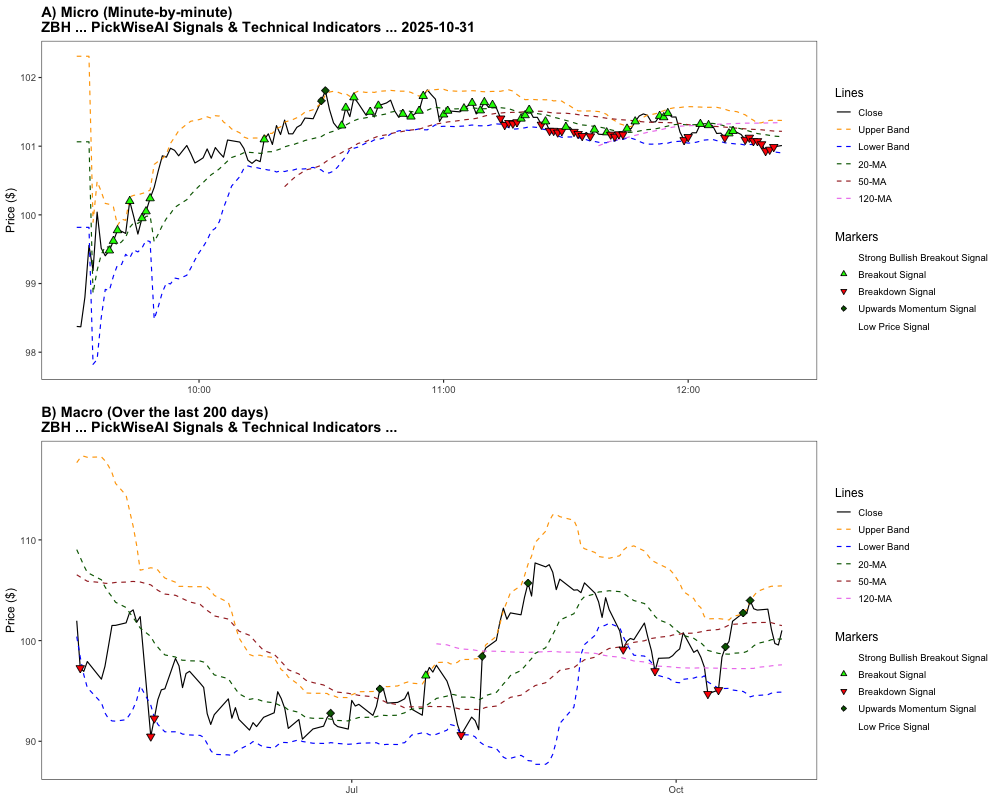 A) Micro (Minute-by-minute)
ZBH ... PickWiseAI Signals & Technical Indicators ... 2025-10-31
Price ($)
102
101
100
99
98
10:00
11:00
12:00
Lines
Close
Upper Band
Lower Band
20-MA
50-MA
120-MA
Markers
Strong Bullish Breakout Signal
Breakout Signal
Breakdown Signal
Upwards Momentum Signal
Low Price Signal
B) Macro (Over the last 200 days)
ZBH ... PickWiseAI Signals & Technical Indicators ...
Price ($)
110
100
90
Jul
Oct
Lines
Close
Upper Band
Lower Band
20-MA
50-MA
120-MA
Markers
Strong Bullish Breakout Signal
Breakout Signal
Breakdown Signal
Upwards Momentum Signal
Low Price Signal